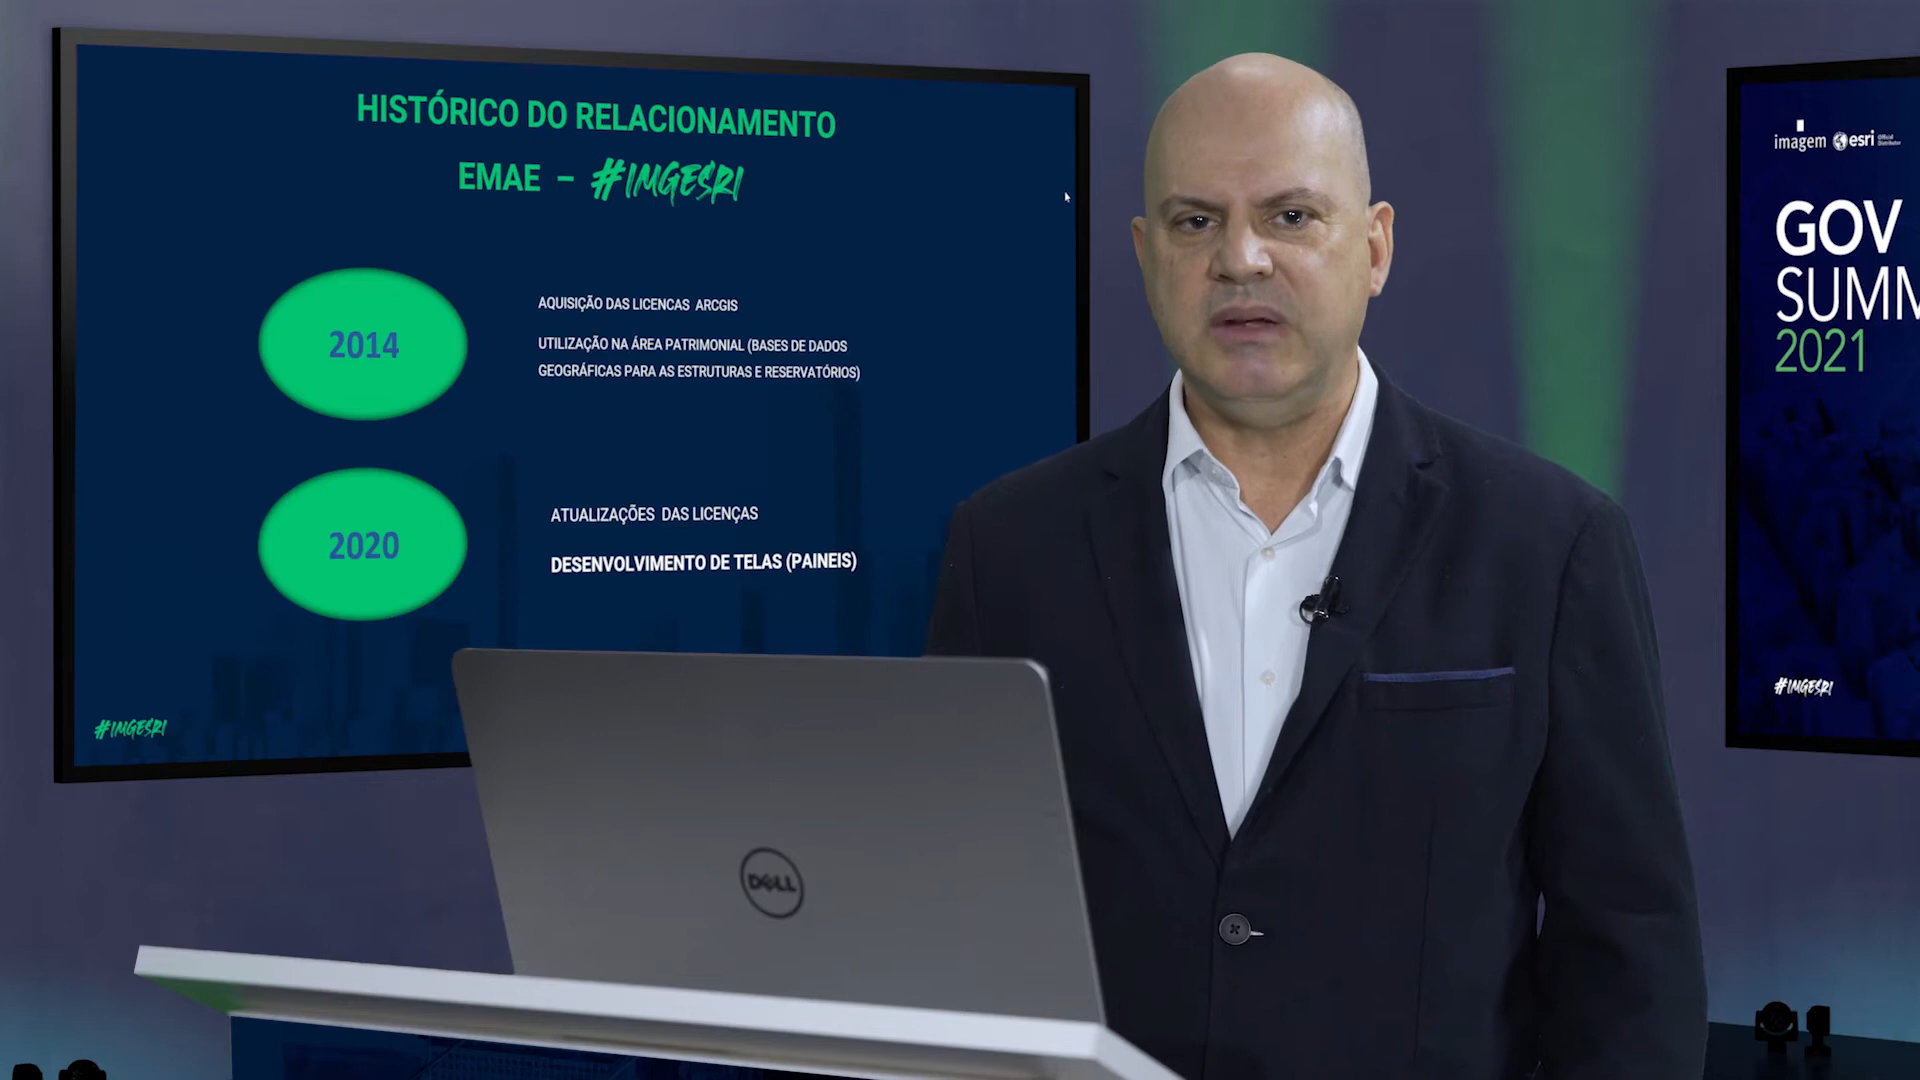 HISTÓRICO DO RELACIONAMENTO
EMAE – #IMGESRI
2014
AQUISIÇÃO DAS LICENCAS ARCGIS
UTILIZAÇÃO NA ÁREA PATRIMONIAL (BASES DE DADOS
GEOGRÁFICAS PARA AS ESTRUTURAS E RESERVATÓRIOS)
2020
ATUALIZAÇÕES DAS LICENÇAS
DESENVOLVIMENTO DE TELAS (PAINEIS)
#IMGESRI
DELL
imagem esri Official
Distributor
GOV
SUMM
2021
#IMGESRI